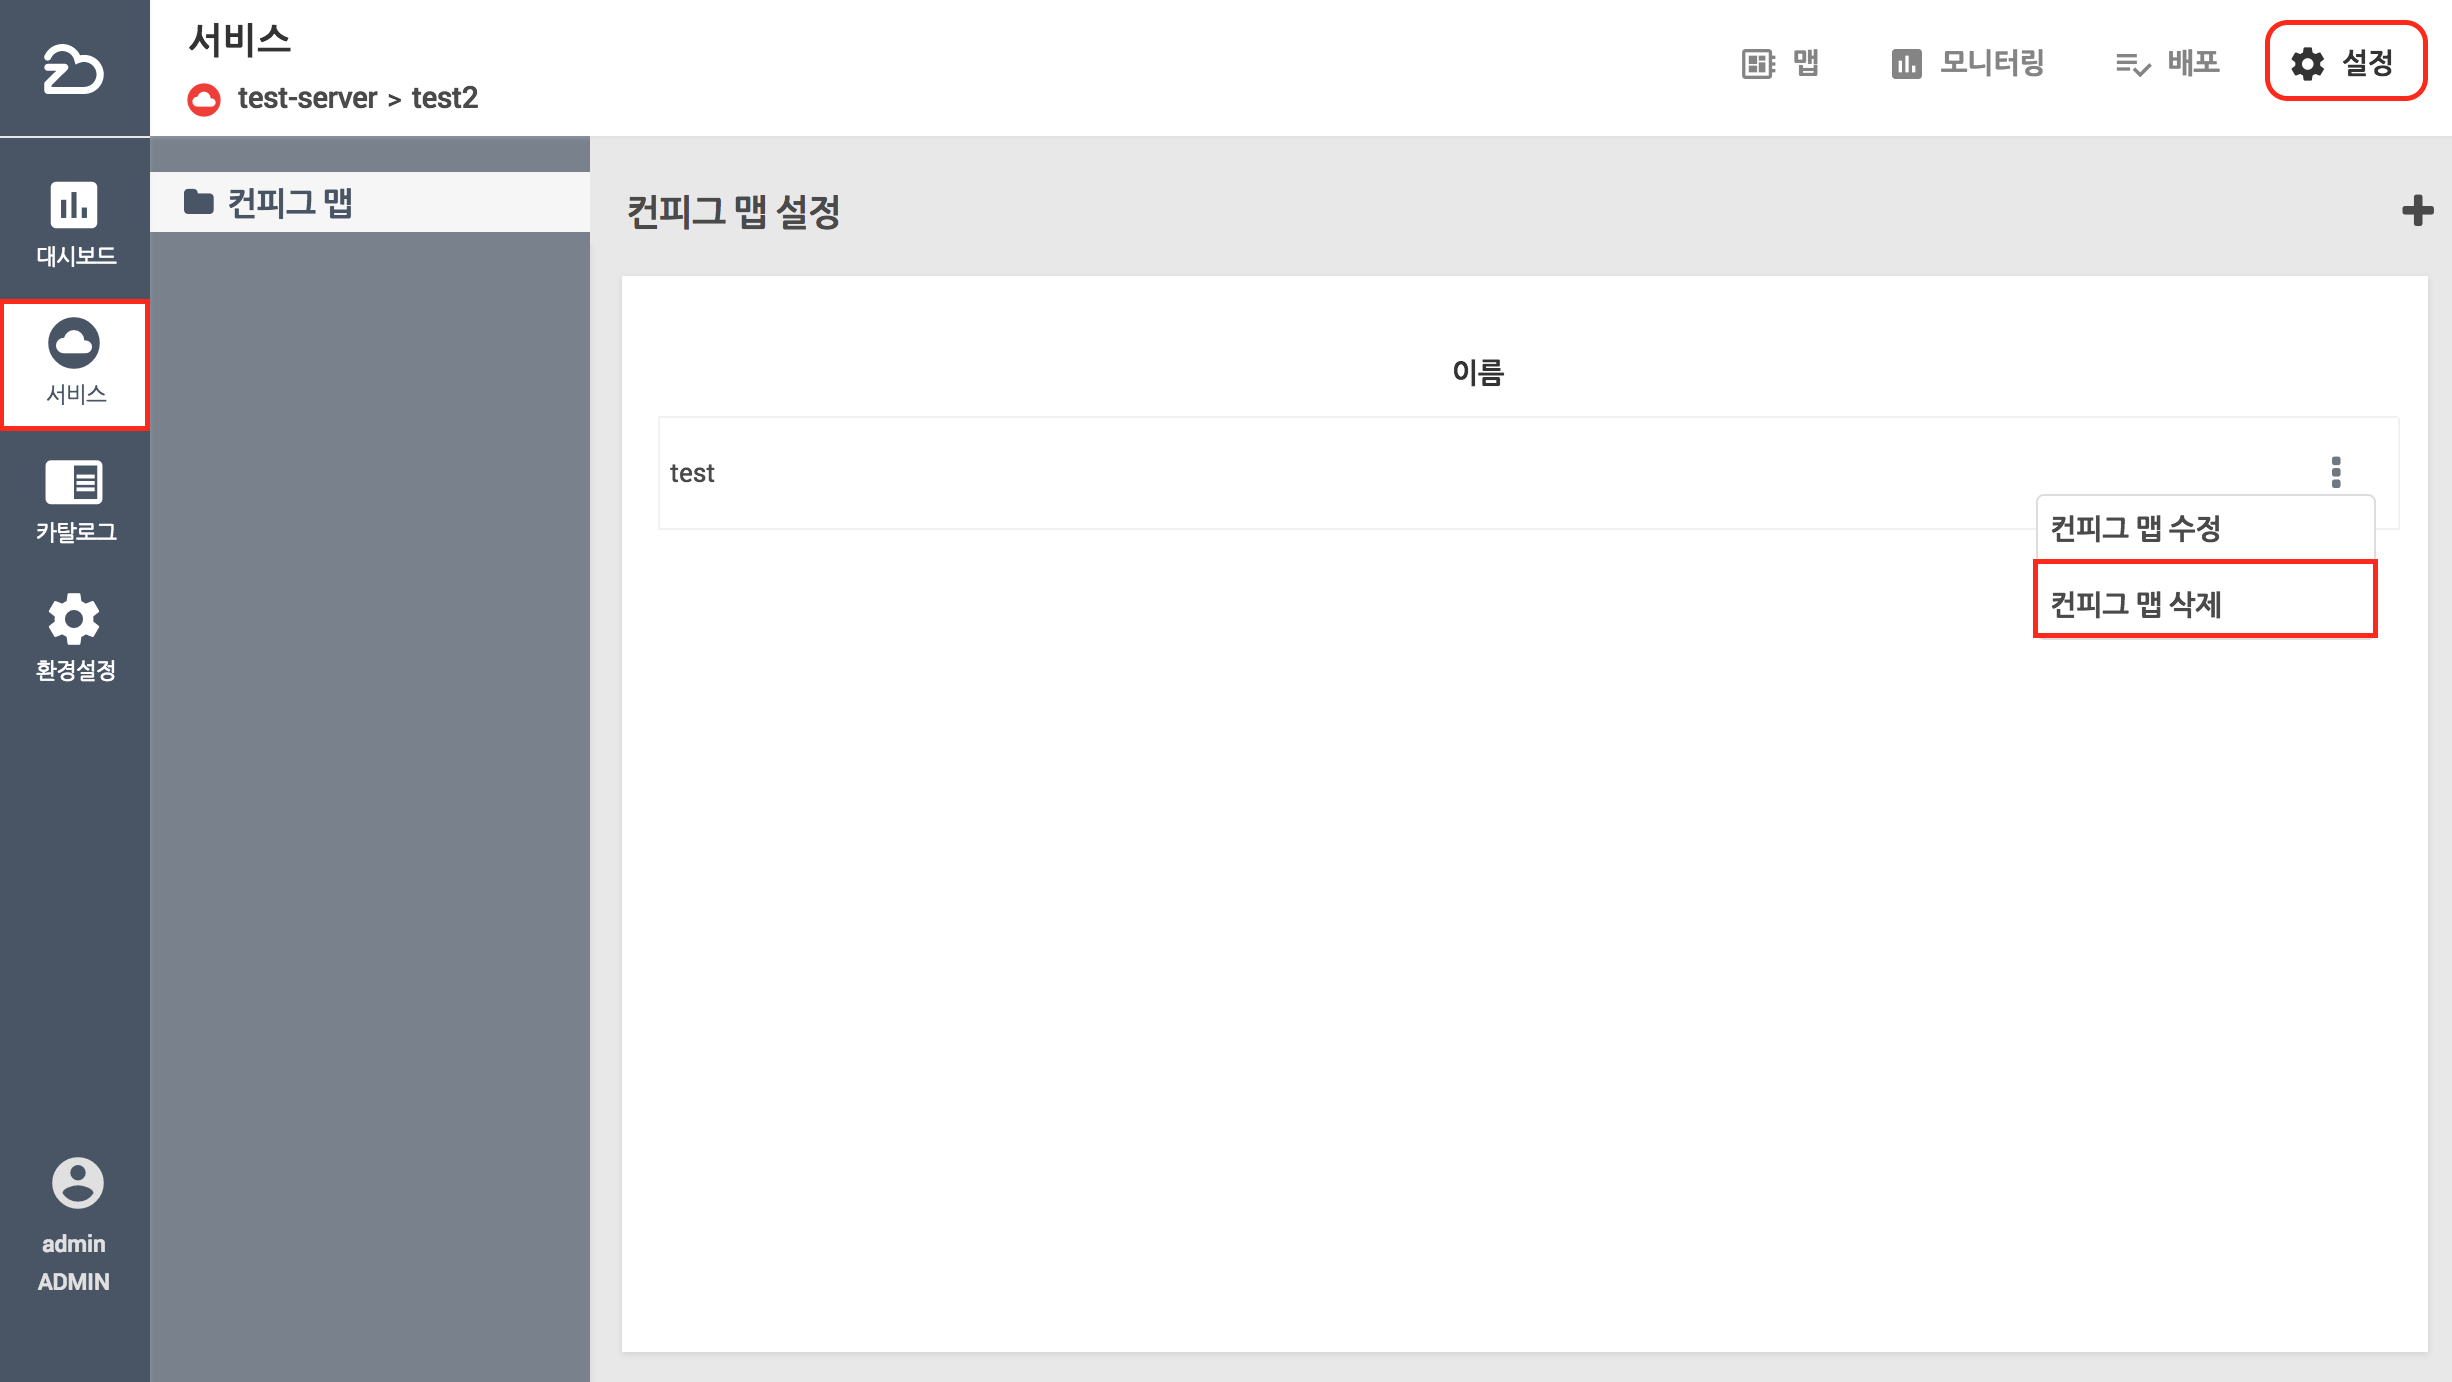 서비스
test-server > test2
맵
모니터링
배포
설정
대시보드
서비스
카탈로그
환경설정
admin
ADMIN
컨피그 맵
컨피그 맵 설정
이름
test
컨피그 맵 수정
컨피그 맵 삭제